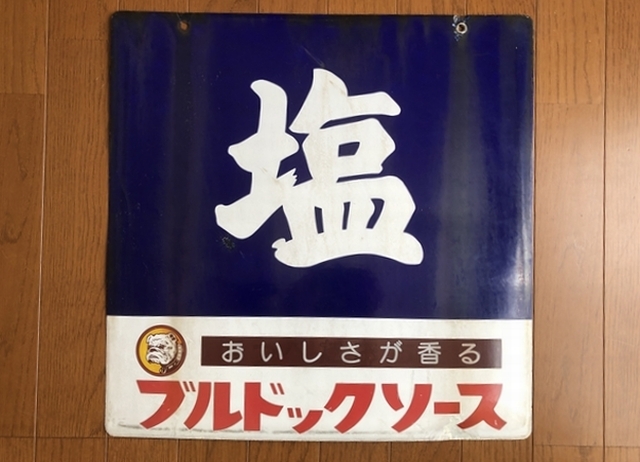 塩
おいしさが香る
ブルドックソース